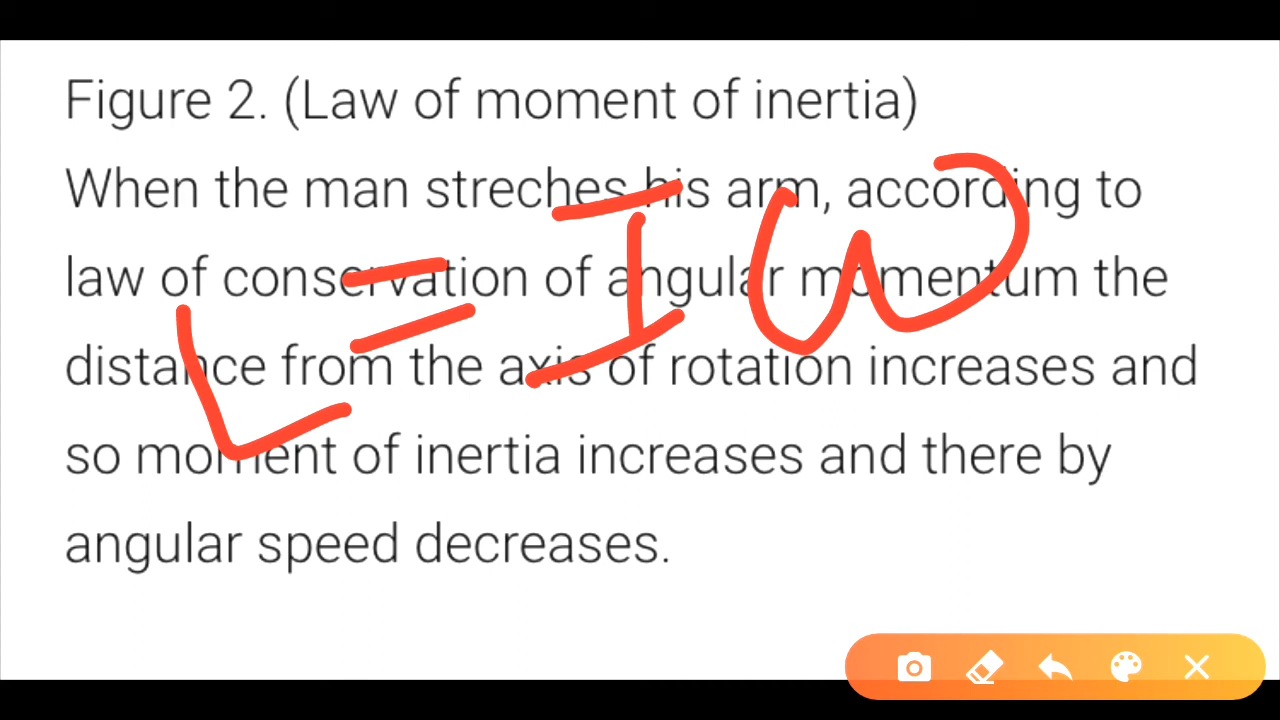 Figure 2. (Law of moment of inertia)
When the man streches his arm, according to
law of conservation of angular momentum the
distance from the axis of rotation increases and
so moment of inertia increases and there by
angular speed decreases.
L = I ω